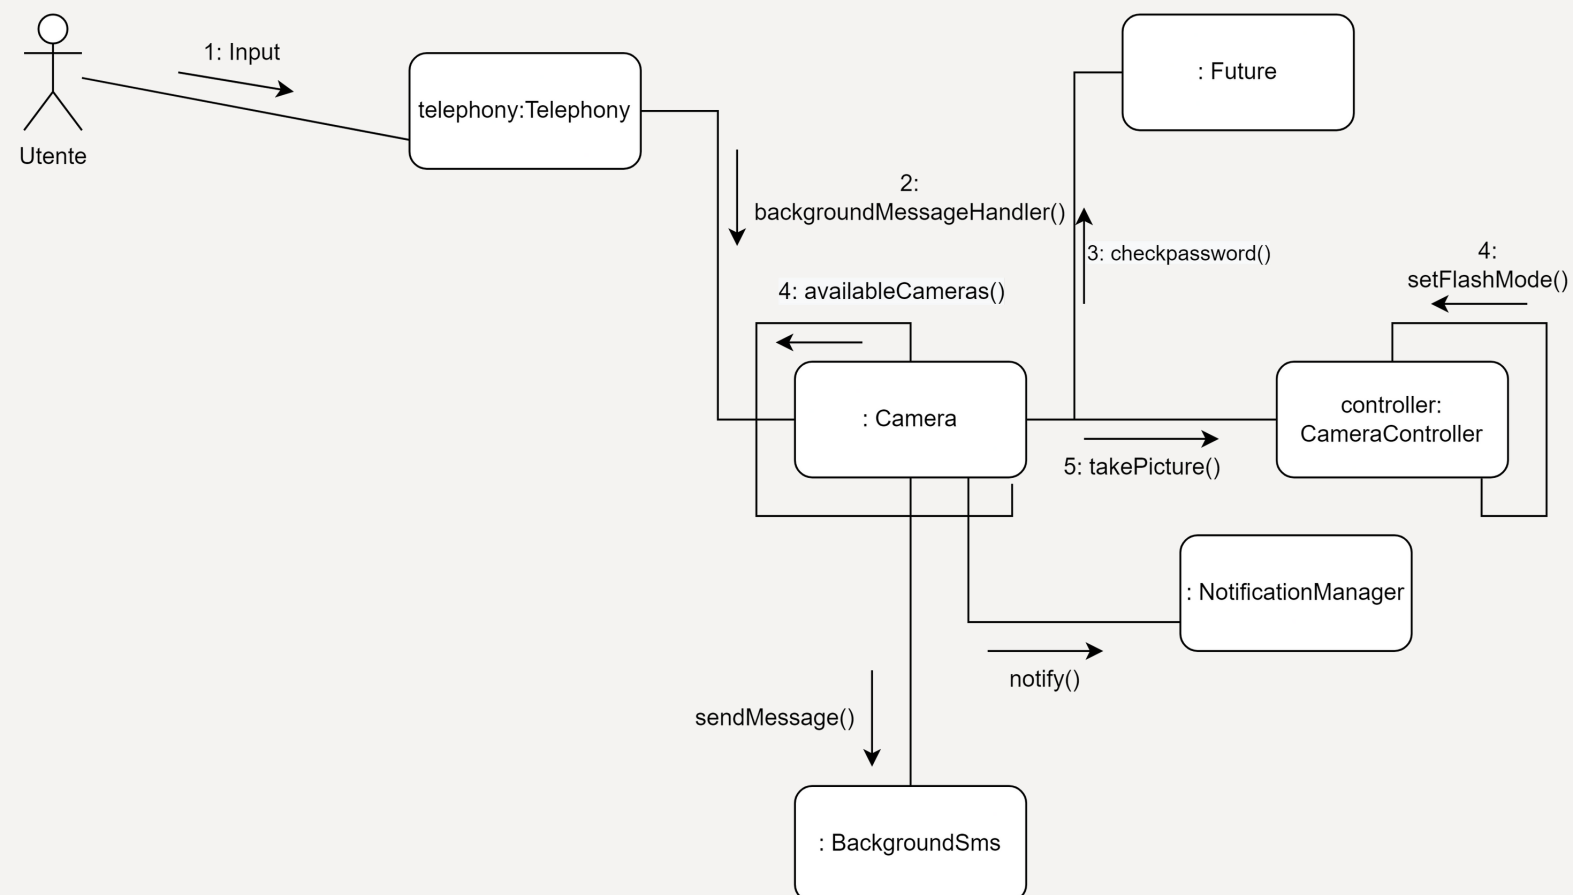 1: Input
Utente
telephony:Telephony
: Future
2:
backgroundMessageHandler()
3: checkpassword()
4:
setFlashMode()
4: availableCameras()
: Camera
controller:
CameraController
5: takePicture()
: NotificationManager
notify()
sendMessage()
: BackgroundSms